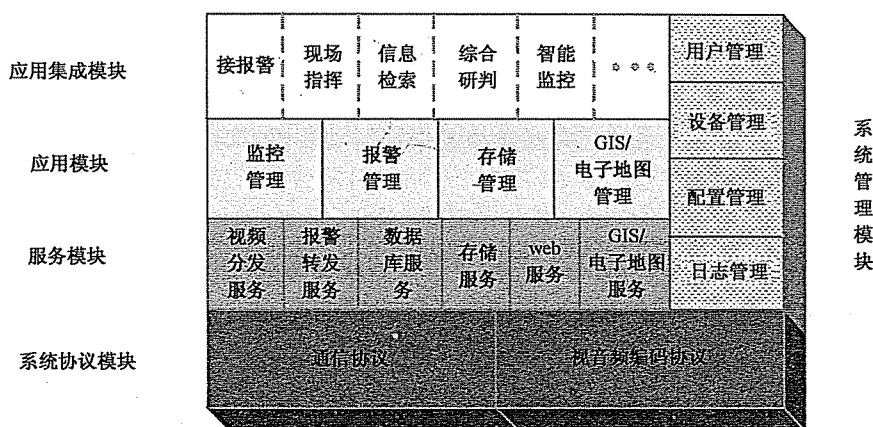 应用集成模块
接报警
现场
指挥
信息
检索
综合
研判
智能
监控
用户管理
设备管理
应用模块
监控
管理
报警
管理
存储
管理
GIS/
电子地图
管理
配置管理
服务模块
视频
分发
服务
报警
转发
服务
数据
库服
务
存储
服务
web
服务
GIS/
电子地图
服务
日志管理
系统协议模块
通信协议
视音频编码协议
系
统
管
理
模
块